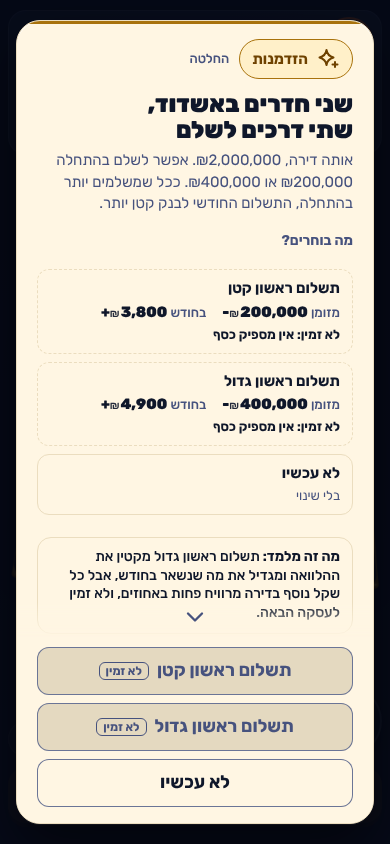 הזדמנות
החלטה
שני חדרים באשדוד,
שתי דרכים לשלם
אותה דירה, ₪2,000,000. אפשר לשלם בהתחלה
₪200,000 או ₪400,000. ככל שמשלמים יותר
בהתחלה, התשלום החודשי לבנק קטן יותר.
מה בוחרים?
תשלום ראשון קטן
מזומן ₪200,000- בחודש ₪3,800+
לא זמין: אין מספיק כסף
תשלום ראשון גדול
מזומן ₪400,000- בחודש ₪4,900+
לא זמין: אין מספיק כסף
לא עכשיו
בלי שינוי
מה זה מלמד: תשלום ראשון גדול מקטין את
ההלוואה ומגדיל את מה שנשאר בחודש, אבל כל
שקל נוסף בדירה מרוויח פחות באחוזים, ולא זמין
לעסקה הבאה.
תשלום ראשון קטן לא זמין
תשלום ראשון גדול לא זמין
לא עכשיו